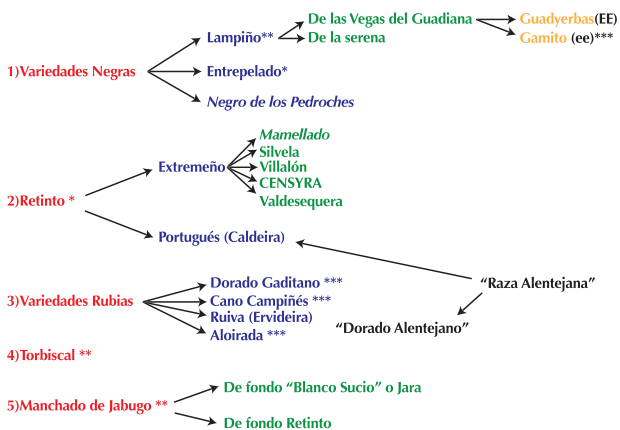 1)Variedades Negras
Lampiño**
De las Vegas del Guadiana
Guadyerbas(EE)
Gamito (ee)***
De la serena
Entrepelado*
Negro de los Pedroches
2)Retinto *
Extremeño
Mamellado
Silvela
Villalón
CENSYRA
Valdesequera
Portugués (Caldeira)
"Raza Alentejana"
"Dorado Alentejano"
3)Variedades Rubias
Dorado Gaditano ***
Cano Campiñés ***
Ruiva (Ervideira)
Aloirada ***
4)Torbiscal **
5)Manchado de Jabugo **
De fondo "Blanco Sucio" o Jara
De fondo Retinto